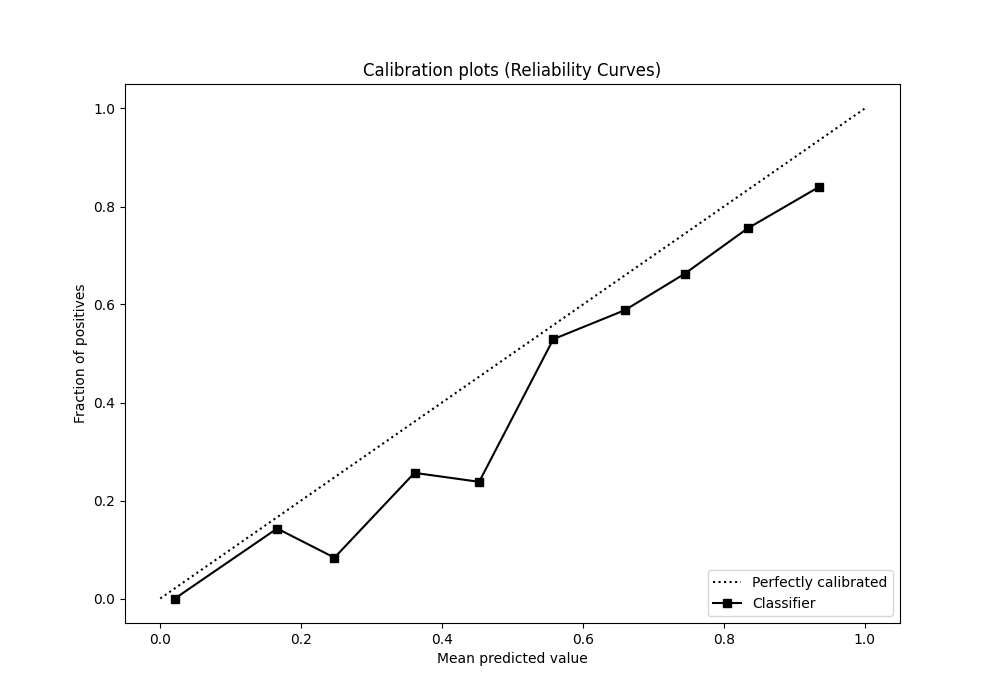 Calibration plots (Reliability Curves)
1.0
0.8
0.6
0.4
0.2
0.0
Fraction of positives
0.0 0.2 0.4 0.6 0.8 1.0
Mean predicted value
Perfectly calibrated
Classifier